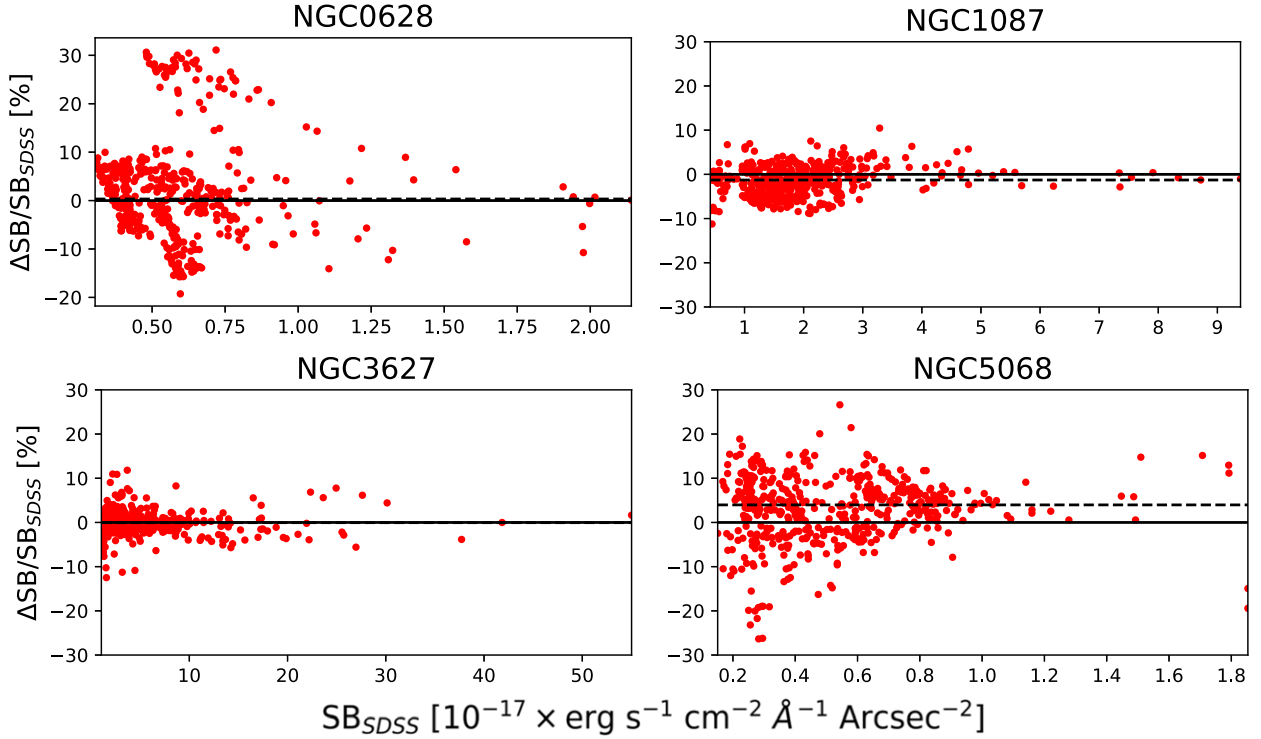 NGC0628
NGC1087
ΔSB/SB_SDSS [%]
30
20
10
0
−10
−20
0.50 0.75 1.00 1.25 1.50 1.75 2.00
30
20
10
0
−10
−20
−30
1 2 3 4 5 6 7 8 9
NGC3627
NGC5068
ΔSB/SB_SDSS [%]
30
20
10
0
−10
−20
−30
10 20 30 40 50
30
20
10
0
−10
−20
−30
0.2 0.4 0.6 0.8 1.0 1.2 1.4 1.6 1.8
SB_SDSS [10⁻¹⁷ × erg s⁻¹ cm⁻² Å⁻¹ Arcsec⁻²]